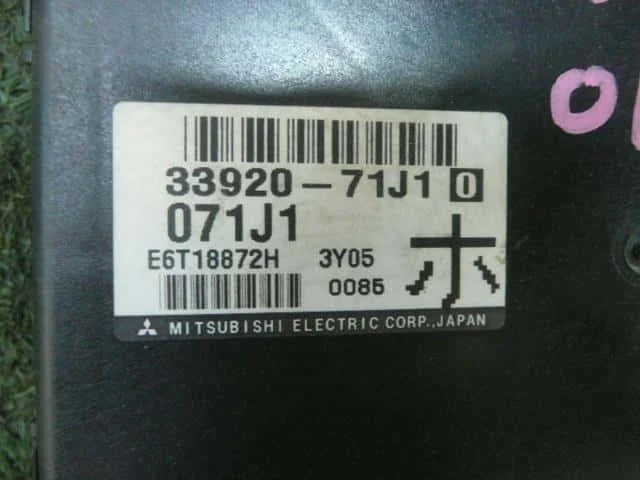 33920-71J1 0
071J1
E6T18872H 3Y05
0085
ホ
MITSUBISHI ELECTRIC CORP., JAPAN